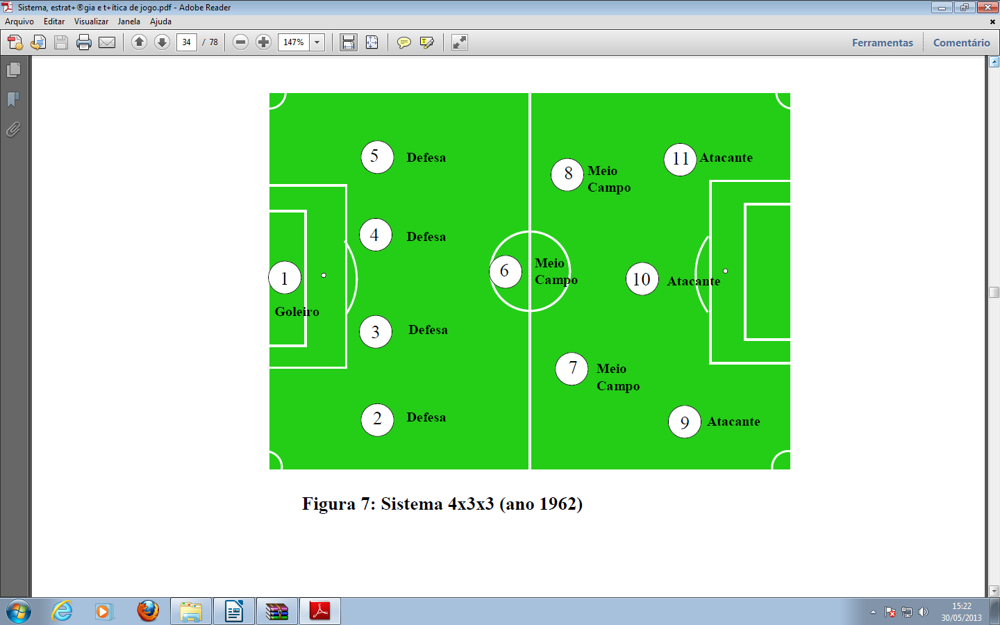 Sistema, estrat+®gia e t+ítica de jogo.pdf - Adobe Reader
Arquivo Editar Visualizar Janela Ajuda
34 / 78 147% Ferramentas Comentário
5 Defesa
11 Atacante
8 Meio
Campo
4 Defesa
6 Meio
Campo
1
Goleiro
10 Atacante
3 Defesa
7 Meio
Campo
2 Defesa
9 Atacante
Figura 7: Sistema 4x3x3 (ano 1962)
15:22
30/05/2013